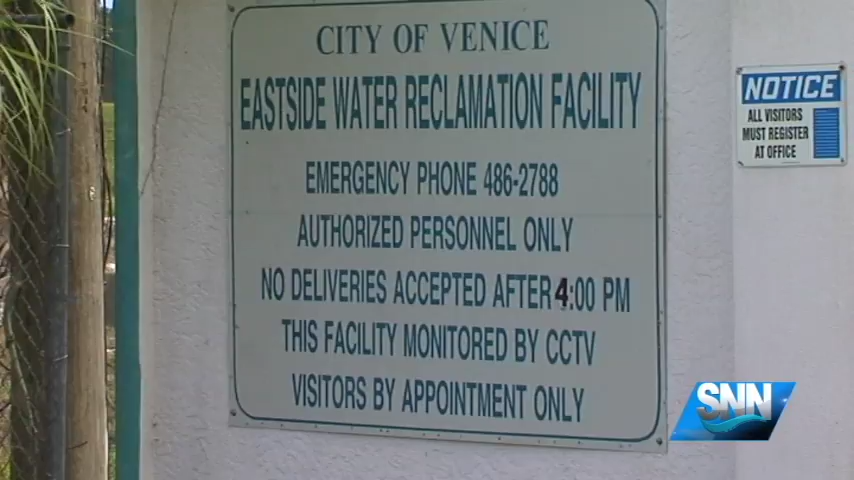 CITY OF VENICE
EASTSIDE WATER RECLAMATION FACILITY
EMERGENCY PHONE 486-2788
AUTHORIZED PERSONNEL ONLY
NO DELIVERIES ACCEPTED AFTER 4:00 PM
THIS FACILITY MONITORED BY CCTV
VISITORS BY APPOINTMENT ONLY
NOTICE
ALL VISITORS
MUST REGISTER
AT OFFICE
SNN